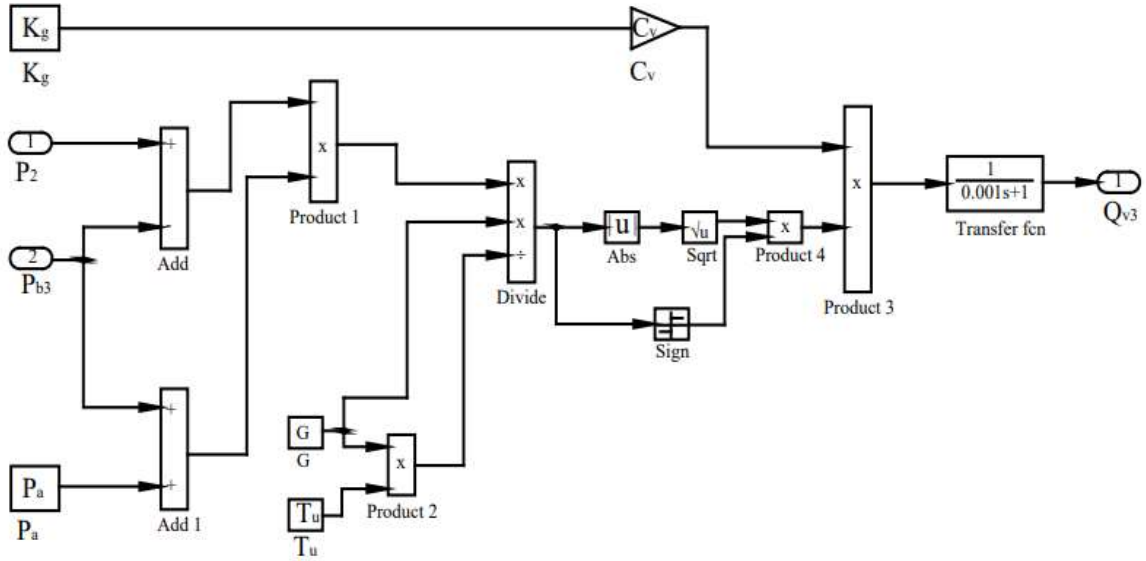 Kg
Kg
Cv
Cv
1
P2
+
-
Add
x
Product 1
2
Pb3
x
x
÷
Divide
|u|
Abs
√u
Sqrt
x
Product 4
Sign
x
Product 3
1
0.001s+1
Transfer fcn
1
Qv3
+
+
Add 1
Pa
Pa
G
G
x
Product 2
Tu
Tu